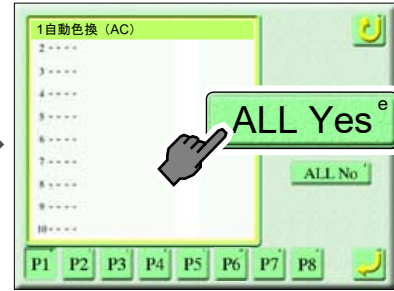 1自動色換（AC）
2 - - - -
3 - - - -
4 - - - -
5 - - - -
6 - - - -
7 - - - -
8 - - - -
9 - - - -
10 - - - -
ALL Yes e
ALL No
P1 P2 P3 P4 P5 P6 P7 P8